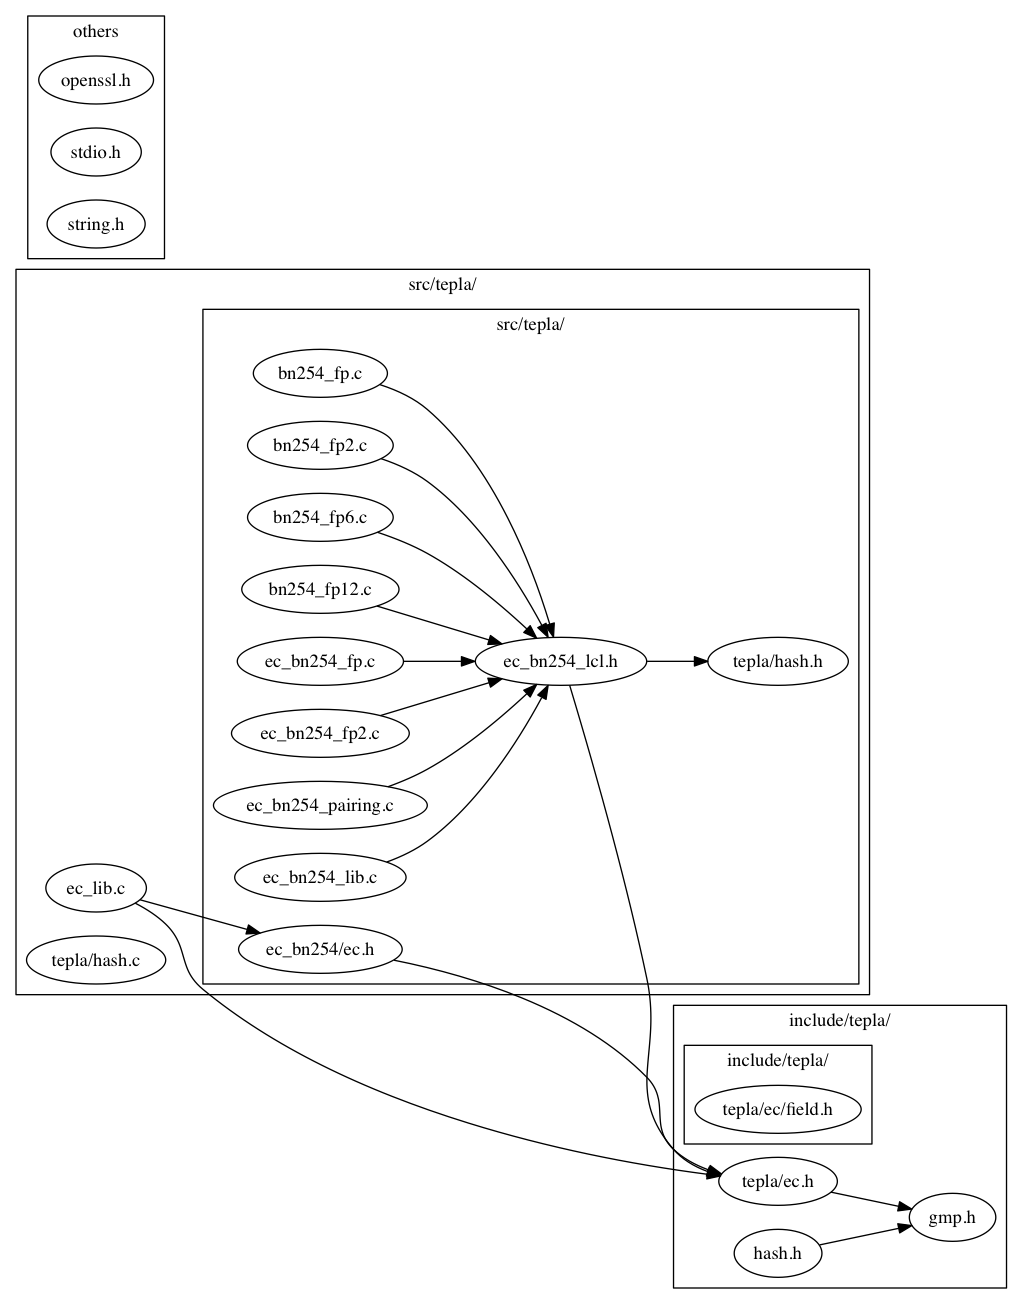 others
openssl.h
stdio.h
string.h
src/tepla/
src/tepla/
bn254_fp.c
bn254_fp2.c
bn254_fp6.c
bn254_fp12.c
ec_bn254_fp.c
ec_bn254_lcl.h
tepla/hash.h
ec_bn254_fp2.c
ec_bn254_pairing.c
ec_bn254_lib.c
ec_lib.c
ec_bn254/ec.h
tepla/hash.c
include/tepla/
include/tepla/
tepla/ec/field.h
tepla/ec.h
gmp.h
hash.h